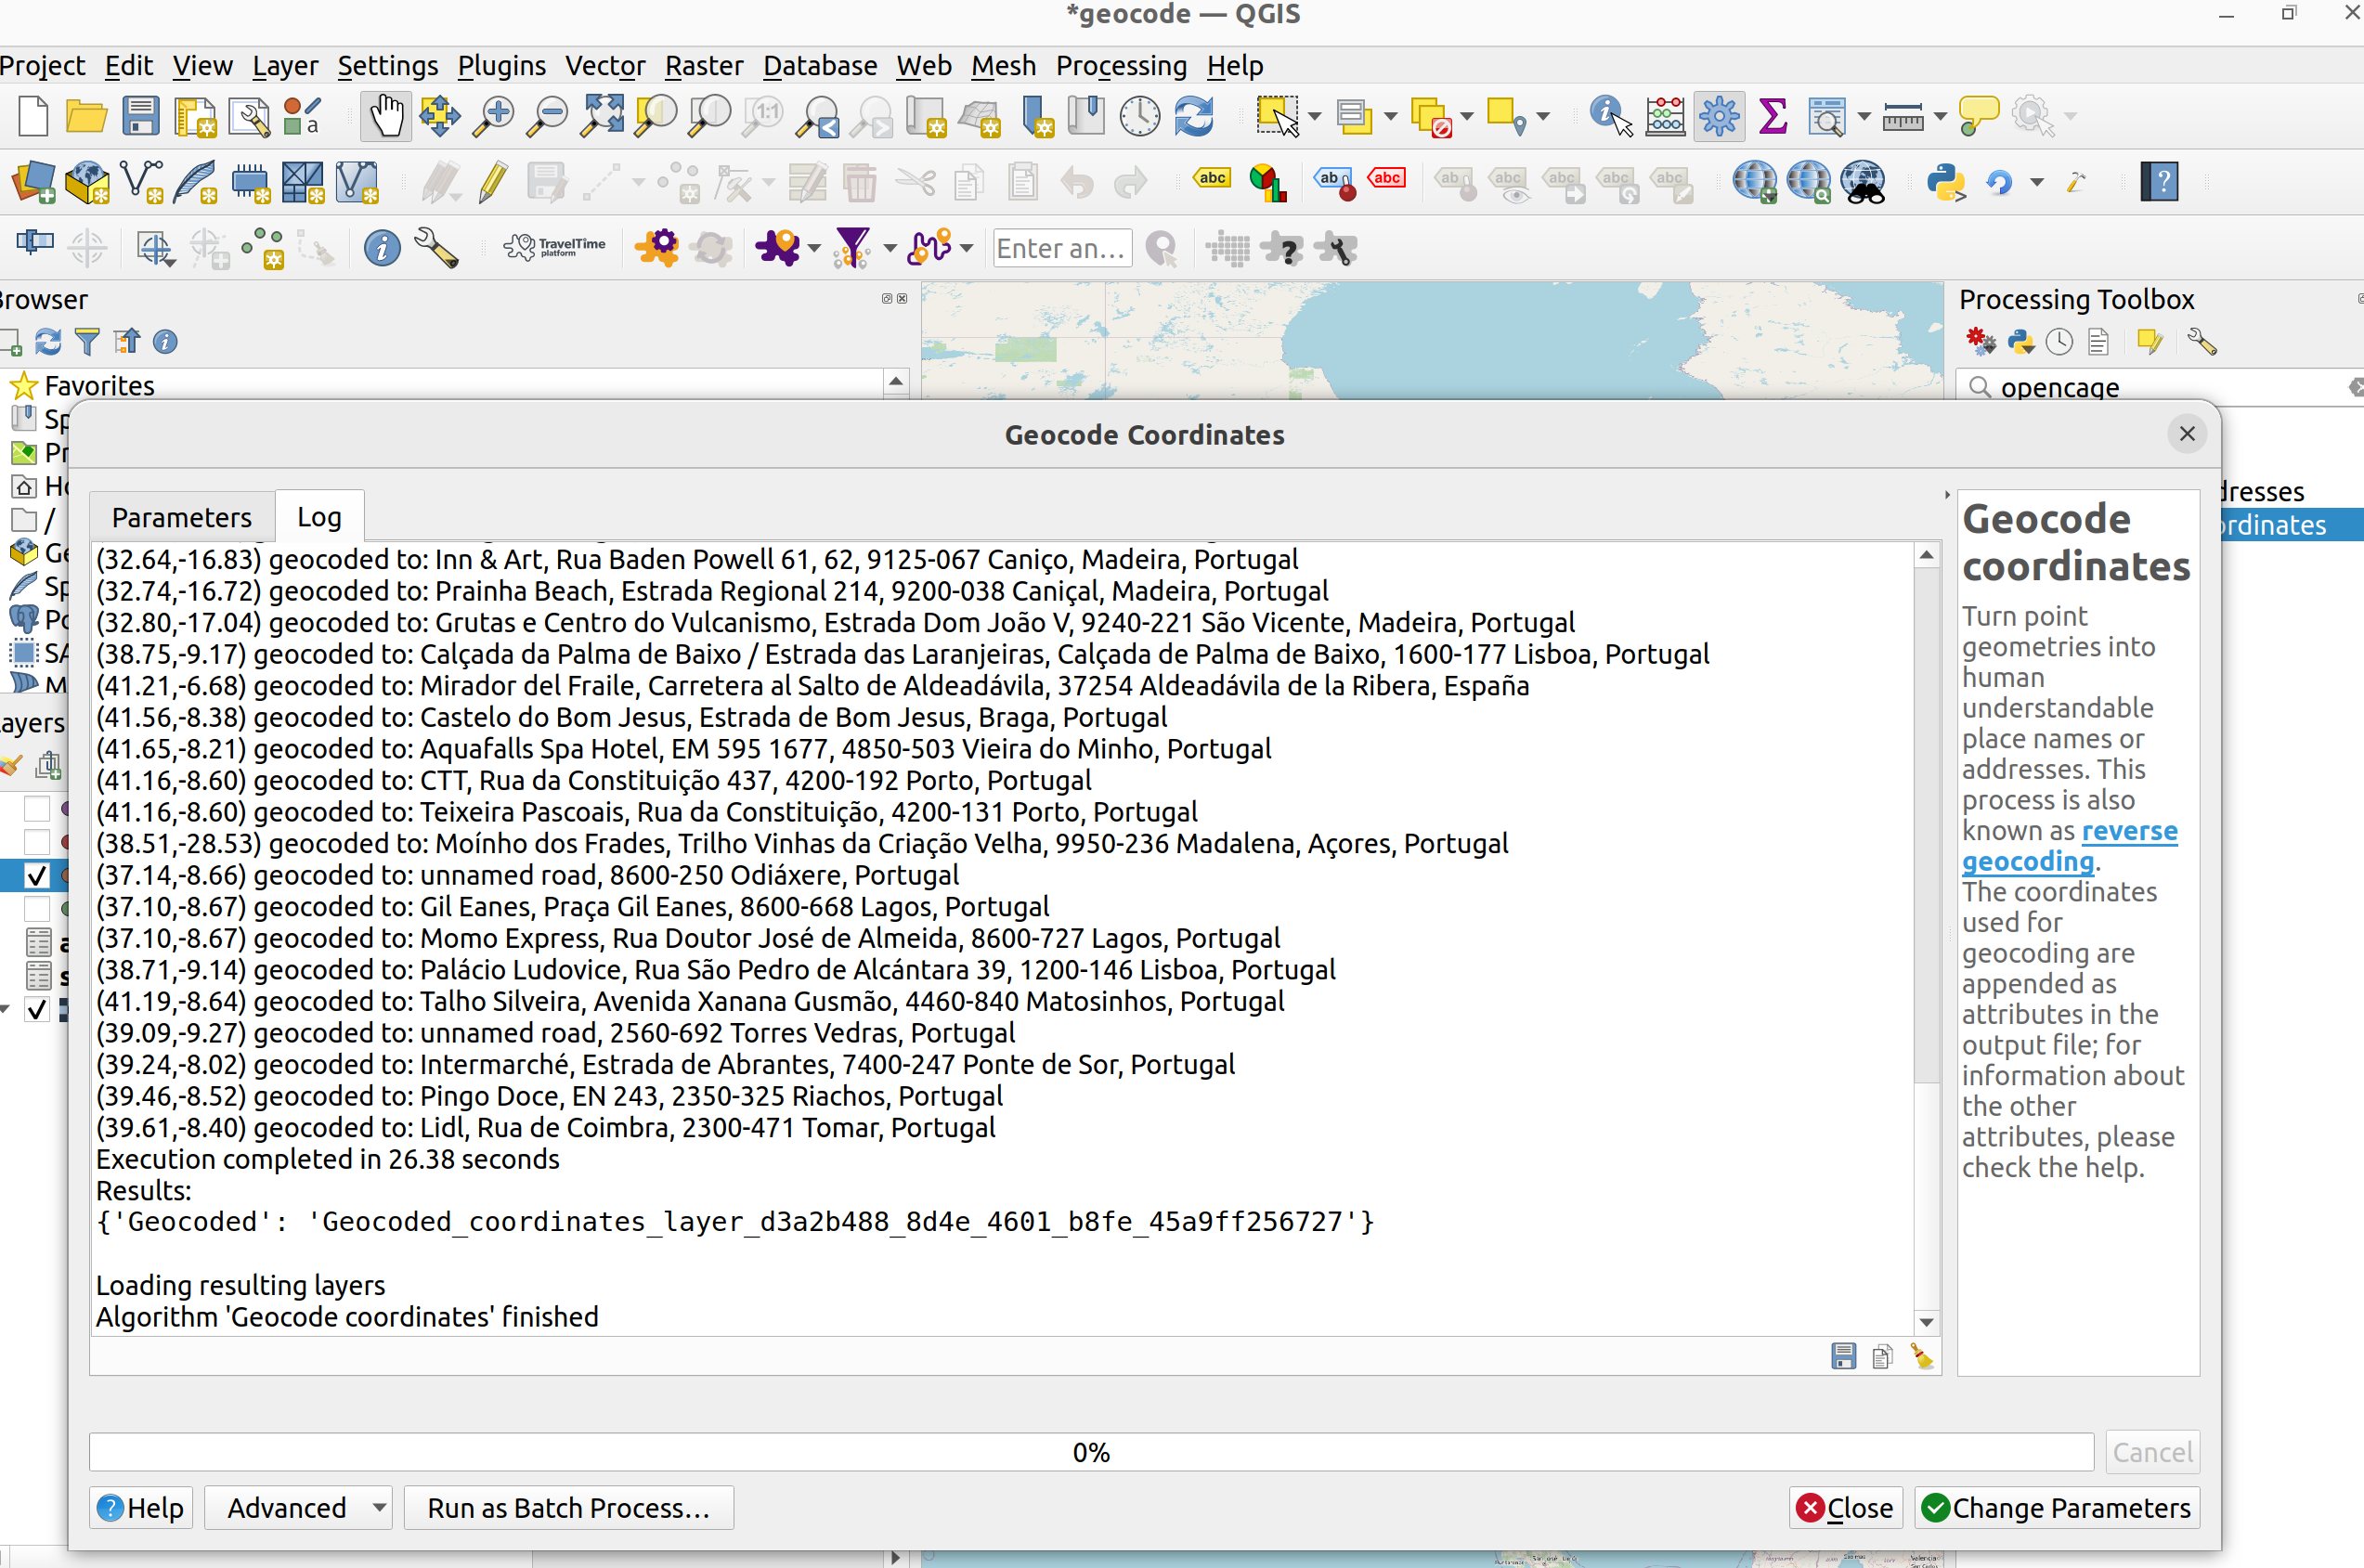 *geocode — QGIS
Project Edit View Layer Settings Plugins Vector Raster Database Web Mesh Processing Help
1:1
a
abc
ab
abc
ab
abc
abc
abc
abc
TravelTime
platform
Enter an...
Browser
Processing Toolbox
Favorites
opencage
Sp
Pr
Ho
/
Ge
Sp
Po
SA
M
ayers
dresses
ordinates
Geocode Coordinates
Parameters Log
(32.64,-16.83) geocoded to: Inn & Art, Rua Baden Powell 61, 62, 9125-067 Caniço, Madeira, Portugal
(32.74,-16.72) geocoded to: Prainha Beach, Estrada Regional 214, 9200-038 Caniçal, Madeira, Portugal
(32.80,-17.04) geocoded to: Grutas e Centro do Vulcanismo, Estrada Dom João V, 9240-221 São Vicente, Madeira, Portugal
(38.75,-9.17) geocoded to: Calçada da Palma de Baixo / Estrada das Laranjeiras, Calçada de Palma de Baixo, 1600-177 Lisboa, Portugal
(41.21,-6.68) geocoded to: Mirador del Fraile, Carretera al Salto de Aldeadávila, 37254 Aldeadávila de la Ribera, España
(41.56,-8.38) geocoded to: Castelo do Bom Jesus, Estrada de Bom Jesus, Braga, Portugal
(41.65,-8.21) geocoded to: Aquafalls Spa Hotel, EM 595 1677, 4850-503 Vieira do Minho, Portugal
(41.16,-8.60) geocoded to: CTT, Rua da Constituição 437, 4200-192 Porto, Portugal
(41.16,-8.60) geocoded to: Teixeira Pascoais, Rua da Constituição, 4200-131 Porto, Portugal
(38.51,-28.53) geocoded to: Moínho dos Frades, Trilho Vinhas da Criação Velha, 9950-236 Madalena, Açores, Portugal
(37.14,-8.66) geocoded to: unnamed road, 8600-250 Odiáxere, Portugal
(37.10,-8.67) geocoded to: Gil Eanes, Praça Gil Eanes, 8600-668 Lagos, Portugal
(37.10,-8.67) geocoded to: Momo Express, Rua Doutor José de Almeida, 8600-727 Lagos, Portugal
(38.71,-9.14) geocoded to: Palácio Ludovice, Rua São Pedro de Alcántara 39, 1200-146 Lisboa, Portugal
(41.19,-8.64) geocoded to: Talho Silveira, Avenida Xanana Gusmão, 4460-840 Matosinhos, Portugal
(39.09,-9.27) geocoded to: unnamed road, 2560-692 Torres Vedras, Portugal
(39.24,-8.02) geocoded to: Intermarché, Estrada de Abrantes, 7400-247 Ponte de Sor, Portugal
(39.46,-8.52) geocoded to: Pingo Doce, EN 243, 2350-325 Riachos, Portugal
(39.61,-8.40) geocoded to: Lidl, Rua de Coimbra, 2300-471 Tomar, Portugal
Execution completed in 26.38 seconds
Results:
{'Geocoded': 'Geocoded_coordinates_layer_d3a2b488_8d4e_4601_b8fe_45a9ff256727'}
Loading resulting layers
Algorithm 'Geocode coordinates' finished
Geocode
coordinates
Turn point
geometries into
human
understandable
place names or
addresses. This
process is also
known as reverse
geocoding.
The coordinates
used for
geocoding are
appended as
attributes in the
output file; for
information about
the other
attributes, please
check the help.
0%
Cancel
Help Advanced Run as Batch Process... Close Change Parameters